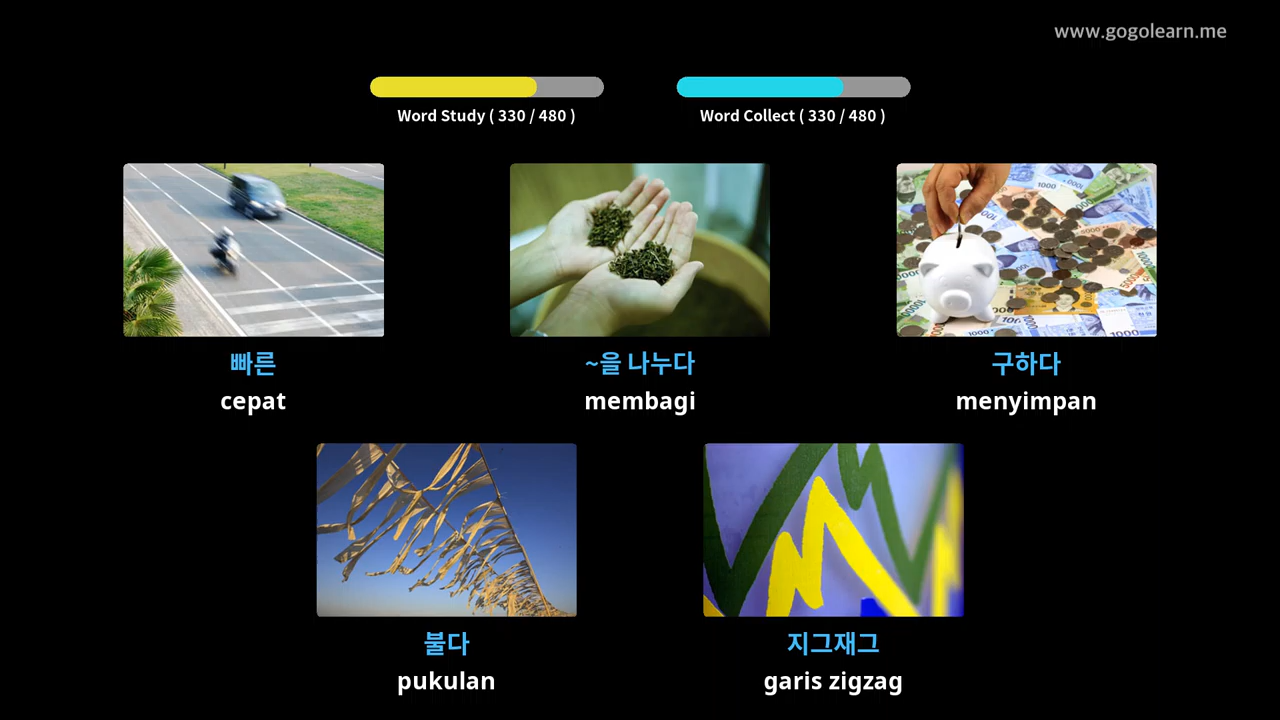 www.gogolearn.me
Word Study ( 330 / 480 )
Word Collect ( 330 / 480 )
빠른
cepat
~을 나누다
membagi
구하다
menyimpan
불다
pukulan
지그재그
garis zigzag